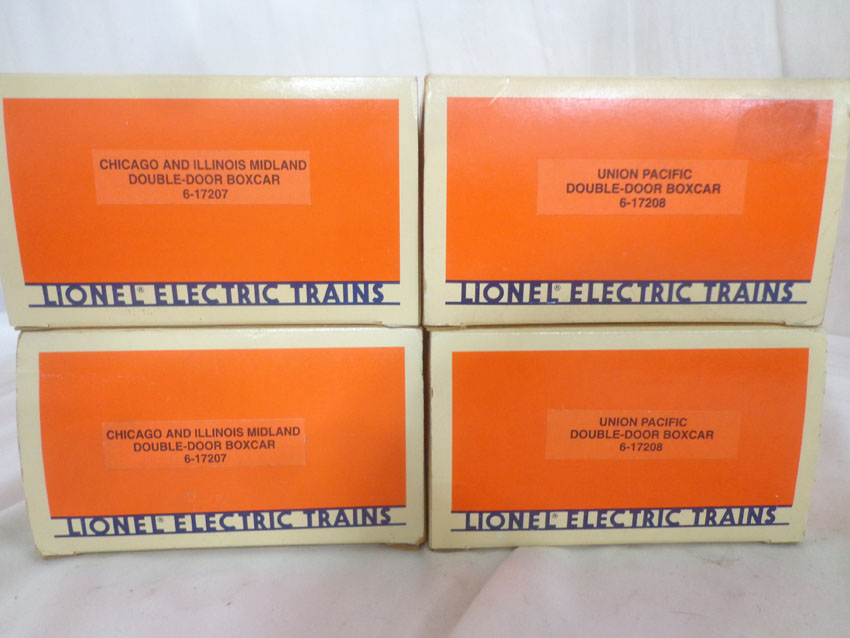 CHICAGO AND ILLINOIS MIDLAND
DOUBLE-DOOR BOXCAR
6-17207
LIONEL® ELECTRIC TRAINS
UNION PACIFIC
DOUBLE-DOOR BOXCAR
6-17208
LIONEL® ELECTRIC TRAINS
CHICAGO AND ILLINOIS MIDLAND
DOUBLE-DOOR BOXCAR
6-17207
LIONEL® ELECTRIC TRAINS
UNION PACIFIC
DOUBLE-DOOR BOXCAR
6-17208
LIONEL® ELECTRIC TRAINS